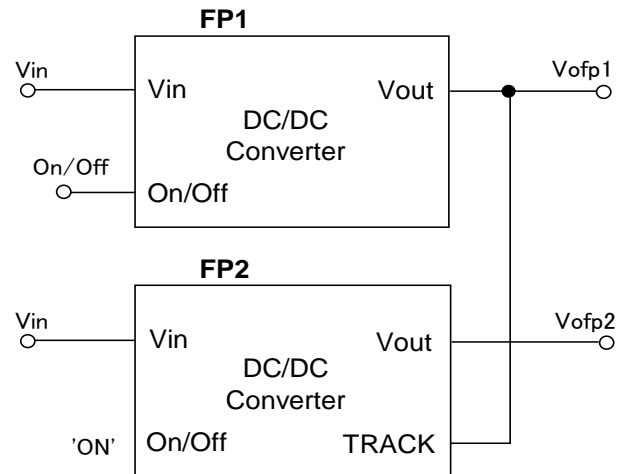 FP1
Vin
Vin
Vout
Vofp1
DC/DC
Converter
On/Off
On/Off
FP2
Vin
Vin
Vout
Vofp2
DC/DC
Converter
'ON'
On/Off
TRACK